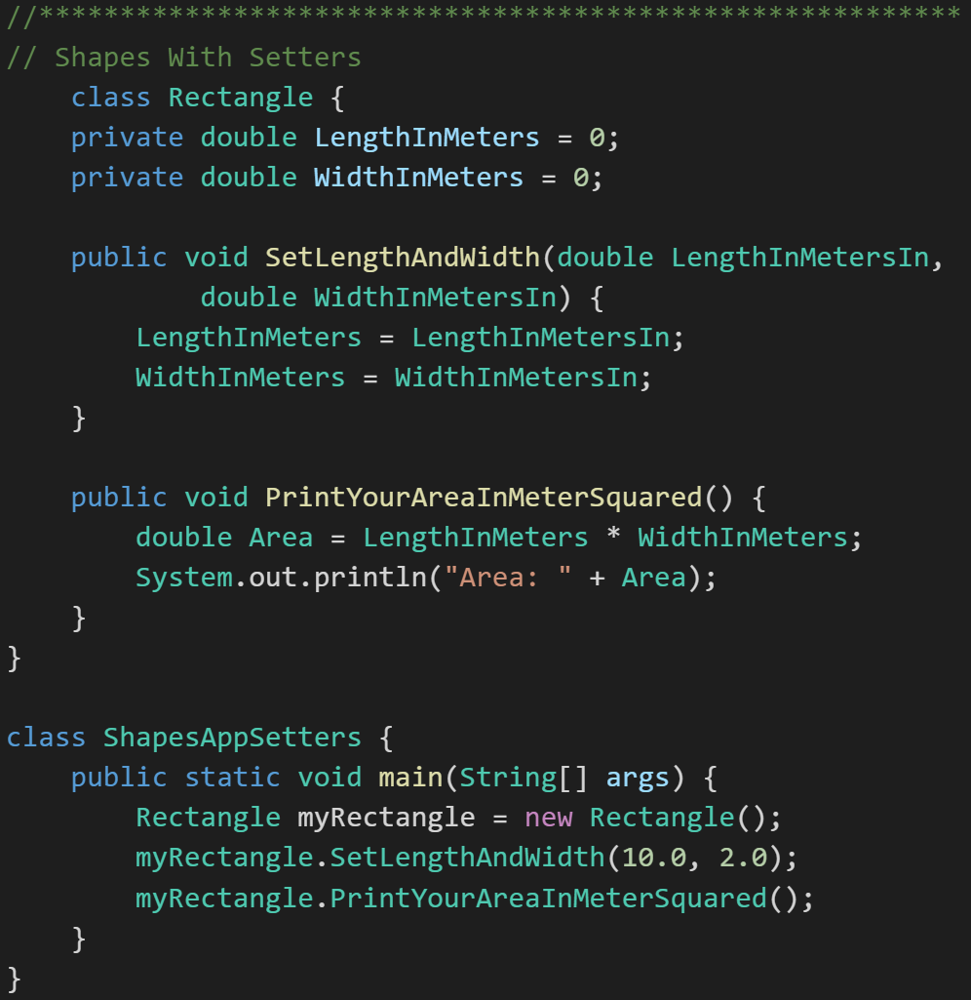 //*********************************************************
// Shapes With Setters
    class Rectangle {
    private double LengthInMeters = 0;
    private double WidthInMeters = 0;

    public void SetLengthAndWidth(double LengthInMetersIn,
            double WidthInMetersIn) {
        LengthInMeters = LengthInMetersIn;
        WidthInMeters = WidthInMetersIn;
    }

    public void PrintYourAreaInMeterSquared() {
        double Area = LengthInMeters * WidthInMeters;
        System.out.println("Area: " + Area);
    }
}

class ShapesAppSetters {
    public static void main(String[] args) {
        Rectangle myRectangle = new Rectangle();
        myRectangle.SetLengthAndWidth(10.0, 2.0);
        myRectangle.PrintYourAreaInMeterSquared();
    }
}